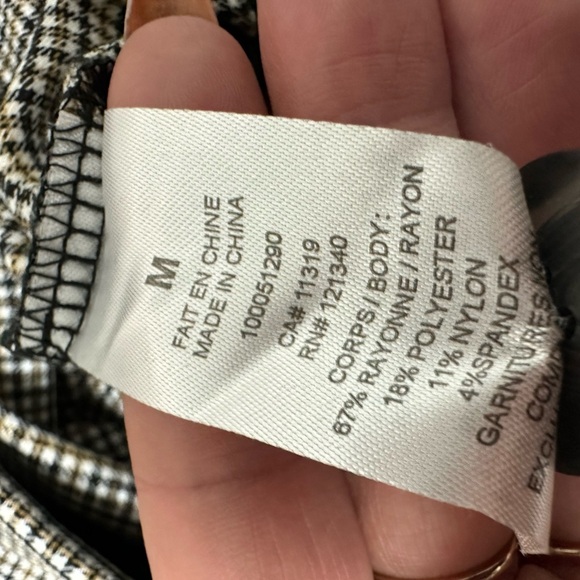 M
FAIT EN CHINE
MADE IN CHINA
100051290
CA# 11319
RN# 121340
CORPS / BODY:
67% RAYONNE / RAYON
18% POLYESTER
11% NYLON
4%SPANDEX
GARNITURES